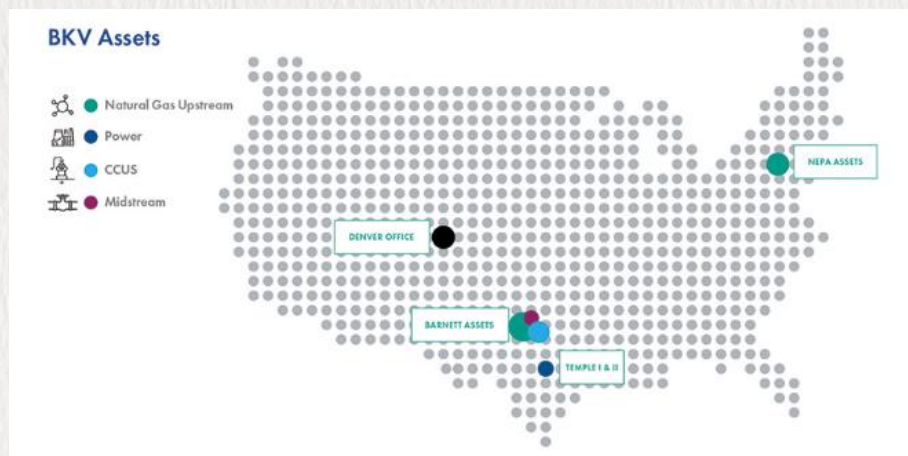 BKV Assets
Natural Gas Upstream
Power
CCUS
Midstream
NEPA ASSETS
DENVER OFFICE
BARNETT ASSETS
TEMPLE I & II